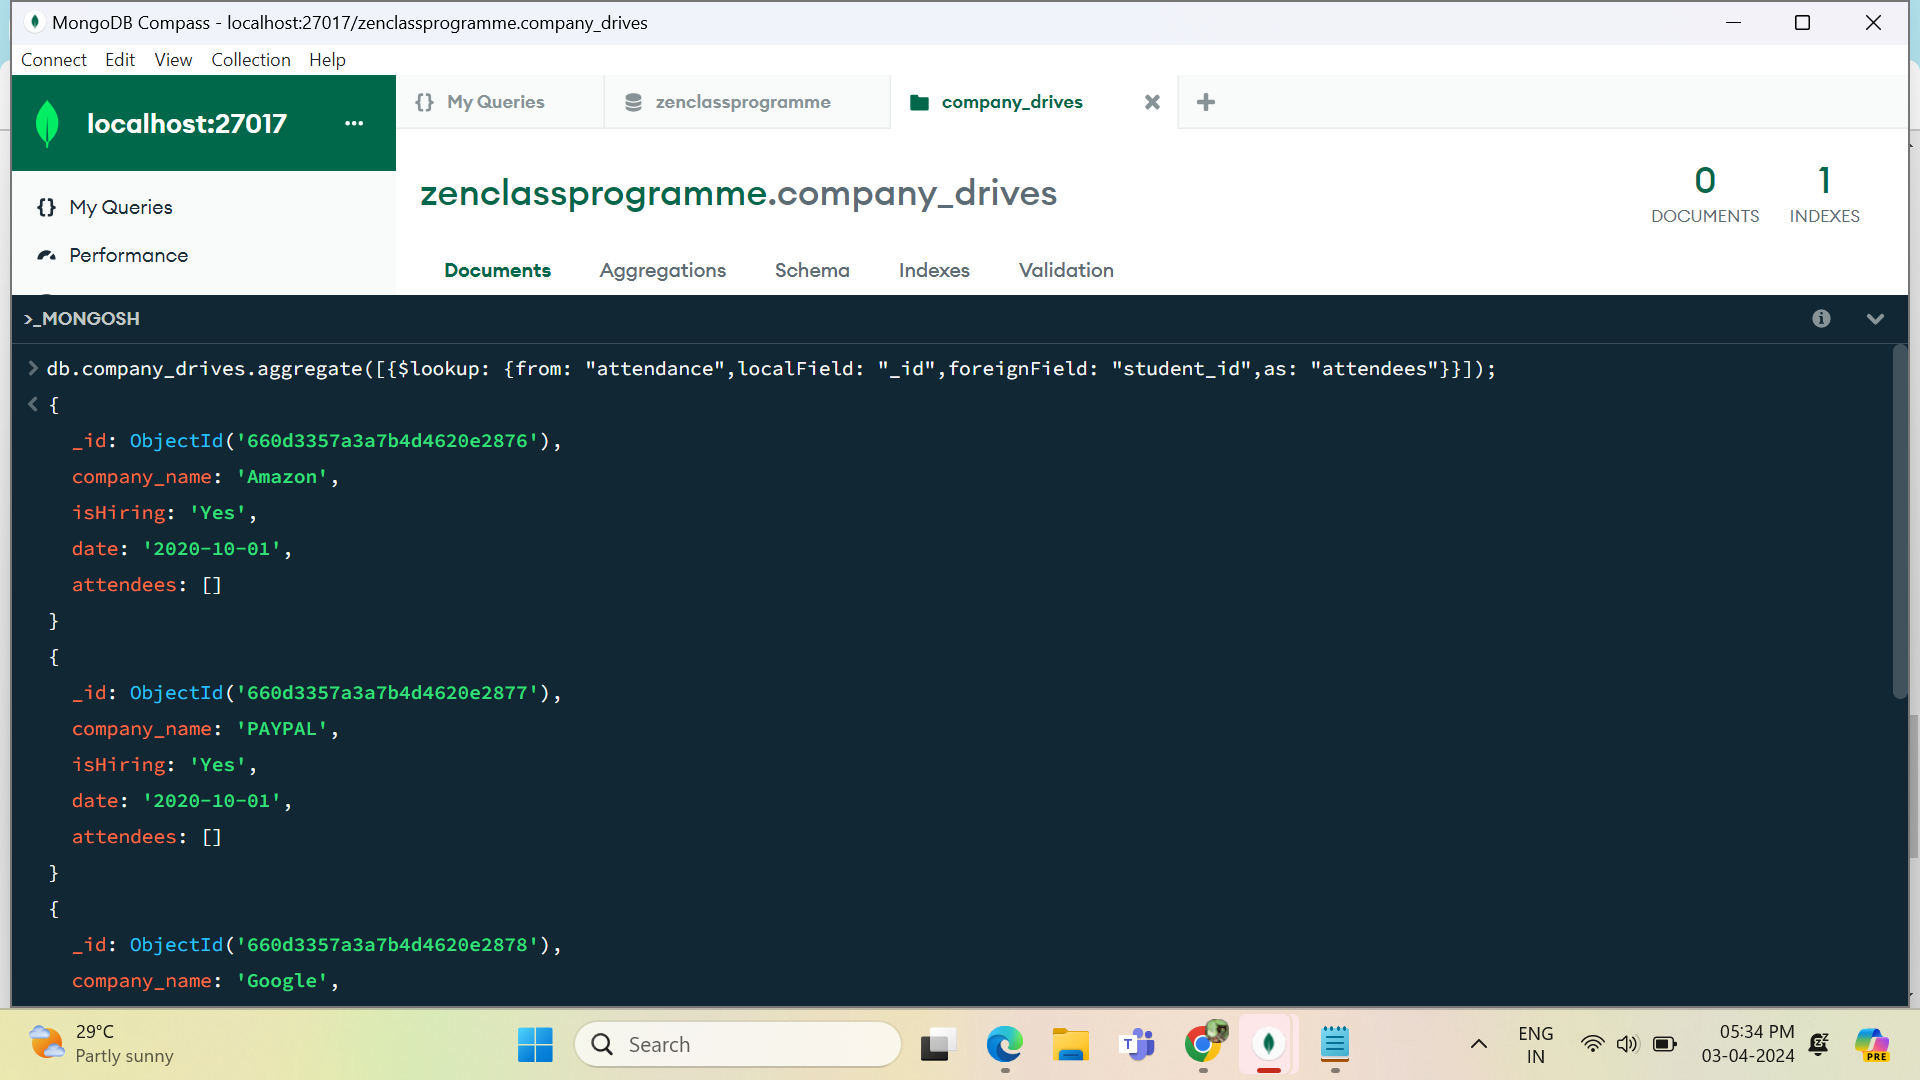 MongoDB Compass - localhost:27017/zenclassprogramme.company_drives
Connect Edit View Collection Help
localhost:27017 ...
{} My Queries
zenclassprogramme
company_drives
zenclassprogramme.company_drives
0
DOCUMENTS
1
INDEXES
{} My Queries
Performance
Documents Aggregations Schema Indexes Validation
>_MONGOSH
> db.company_drives.aggregate([{$lookup: {from: "attendance",localField: "_id",foreignField: "student_id",as: "attendees"}}]);
< {
_id: ObjectId('660d3357a3a7b4d4620e2876'),
company_name: 'Amazon',
isHiring: 'Yes',
date: '2020-10-01',
attendees: []
}
{
_id: ObjectId('660d3357a3a7b4d4620e2877'),
company_name: 'PAYPAL',
isHiring: 'Yes',
date: '2020-10-01',
attendees: []
}
{
_id: ObjectId('660d3357a3a7b4d4620e2878'),
company_name: 'Google',
29°C
Partly sunny
Search
ENG
IN
05:34 PM
03-04-2024
PRE